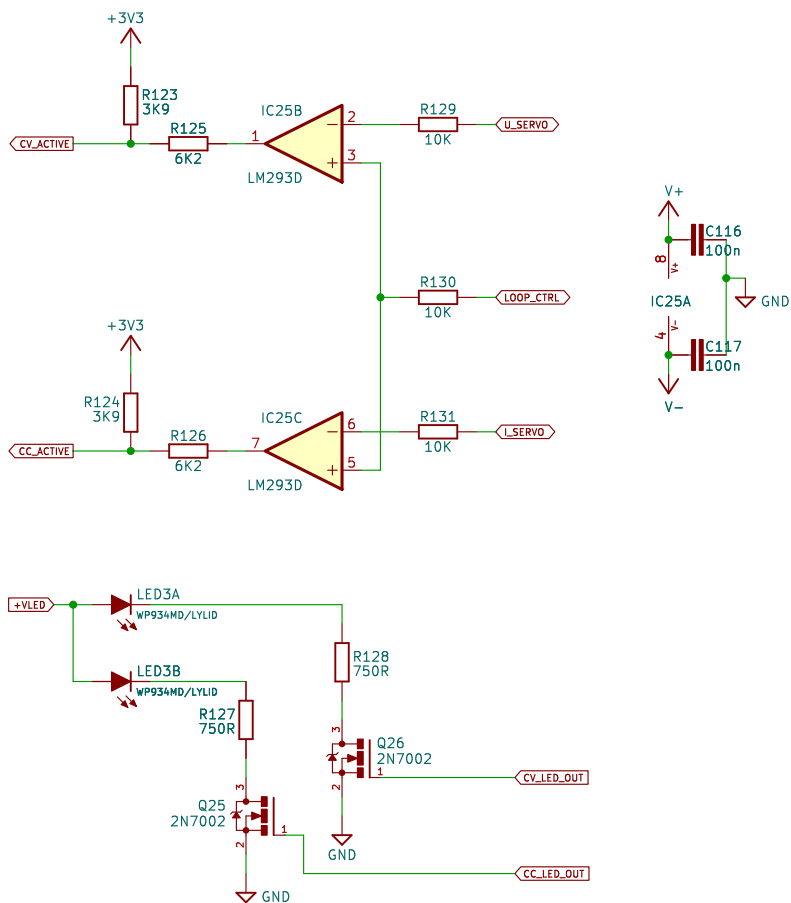 +3V3
R123
3K9
CV_ACTIVE
R125
6K2
1
IC25B
LM293D
2
3
R129
10K
U_SERVO
R130
10K
LOOP_CTRL
V+
8
V+
C116
100n
IC25A
GND
4
V-
C117
100n
V-
+3V3
R124
3K9
CC_ACTIVE
R126
6K2
7
IC25C
LM293D
6
5
R131
10K
I_SERVO
+VLED
LED3A
WP934MD/LYLID
LED3B
WP934MD/LYLID
R128
750R
R127
750R
3
Q26
2N7002
1
2
CV_LED_OUT
GND
3
Q25
2N7002
1
2
CC_LED_OUT
GND